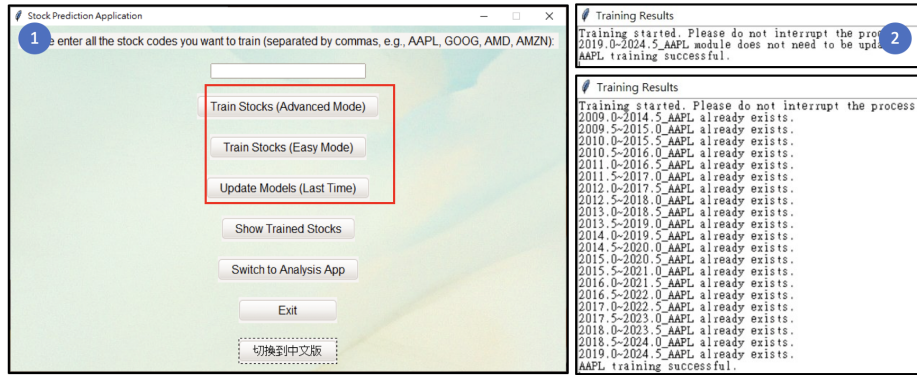 Stock Prediction Application
1
e enter all the stock codes you want to train (separated by commas, e.g., AAPL, GOOG, AMD, AMZN):
Train Stocks (Advanced Mode)
Train Stocks (Easy Mode)
Update Models (Last Time)
Show Trained Stocks
Switch to Analysis App
Exit
切換到中文版
Training Results
2
Training started. Please do not interrupt the
2019.0~2024.5_AAPL module does not need to be
AAPL training successful.
Training Results
Training started. Please do not interrupt the process
2009.0~2014.5_AAPL already exists.
2009.5~2015.0_AAPL already exists.
2010.0~2015.5_AAPL already exists.
2010.5~2016.0_AAPL already exists.
2011.0~2016.5_AAPL already exists.
2011.5~2017.0_AAPL already exists.
2012.0~2017.5_AAPL already exists.
2012.5~2018.0_AAPL already exists.
2013.0~2018.5_AAPL already exists.
2013.5~2019.0_AAPL already exists.
2014.0~2019.5_AAPL already exists.
2014.5~2020.0_AAPL already exists.
2015.0~2020.5_AAPL already exists.
2015.5~2021.0_AAPL already exists.
2016.0~2021.5_AAPL already exists.
2016.5~2022.0_AAPL already exists.
2017.0~2022.5_AAPL already exists.
2017.5~2023.0_AAPL already exists.
2018.0~2023.5_AAPL already exists.
2018.5~2024.0_AAPL already exists.
2019.0~2024.5_AAPL already exists.
AAPL training successful.